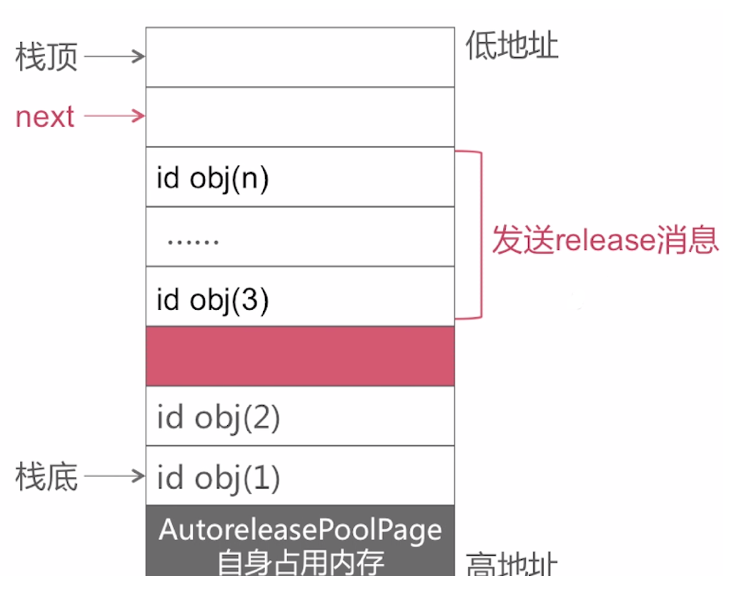 栈顶
低地址
next
id obj(n)
......
发送release消息
id obj(3)
id obj(2)
栈底
id obj(1)
AutoreleasePoolPage
自身占用内存
高地址